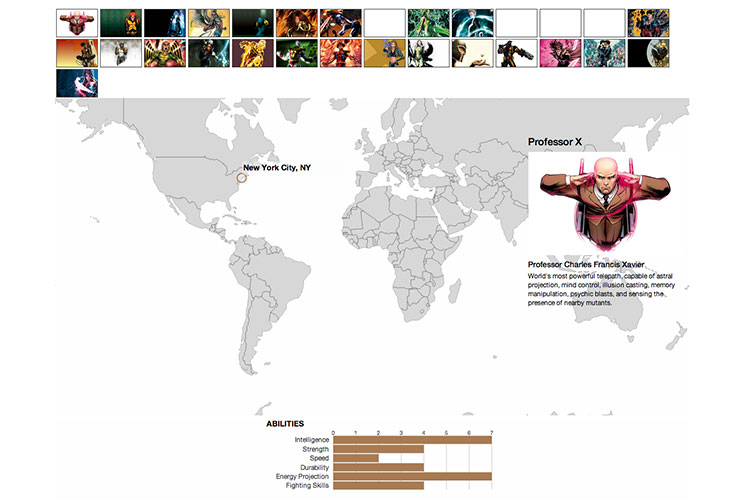 New York City, NY
Professor X
Professor Charles Francis Xavier
World's most powerful telepath, capable of astral
projection, mind control, illusion casting, memory
manipulation, psychic blasts, and sensing the
presence of nearby mutants.
ABILITIES
0 1 2 3 4 5 6 7
Intelligence
Strength
Speed
Durability
Energy Projection
Fighting Skills